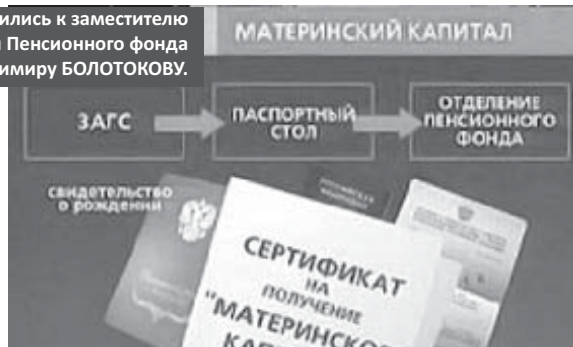 лись к заместителю
Пенсионного фонда
имиру БОЛОТОКОВУ.
МАТЕРИНСКИЙ КАПИТАЛ
ЗАГС
ПАСПОРТНЫЙ
СТОЛ
ОТДЕЛЕНИЕ
ПЕНСИОННОГО
ФОНДА
свидетельство
о рождении
СЕРТИФИКАТ
НА
ПОЛУЧЕНИЕ
"МАТЕРИНСКО
КАП